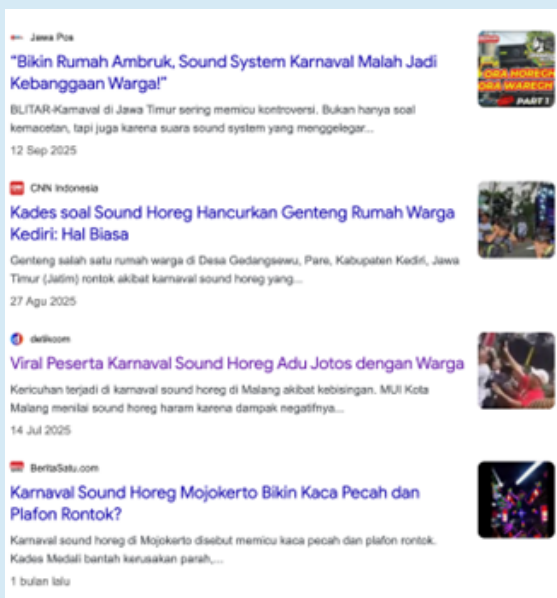 Jawa Pos
"Bikin Rumah Ambruk, Sound System Karnaval Malah Jadi
Kebanggaan Warga!"
BLITAR-Karnaval di Jawa Timur sering memicu kontroversi. Bukan hanya soal
kemacetan, tapi juga karena suara sound system yang menggelegar...
12 Sep 2025
ORA HOREGH
ORA WAREGH
PART 1
CNN Indonesia
Kades soal Sound Horeg Hancurkan Genteng Rumah Warga
Kediri: Hal Biasa
Genteng salah satu rumah warga di Desa Gedangsewu, Pare, Kabupaten Kediri, Jawa
Timur (Jatim) rontok akibat karnaval sound horeg yang...
27 Agu 2025
detikcom
Viral Peserta Karnaval Sound Horeg Adu Jotos dengan Warga
Kericuhan terjadi di karnaval sound horeg di Malang akibat kebisingan. MUI Kota
Malang menilai sound horeg haram karena dampak negatifnya...
14 Jul 2025
BeritaSatu.com
Karnaval Sound Horeg Mojokerto Bikin Kaca Pecah dan
Plafon Rontok?
Karnaval sound horeg di Mojokerto disebut memicu kaca pecah dan plafon rontok.
Kades Medali bantah kerusakan parah,...
1 bulan lalu